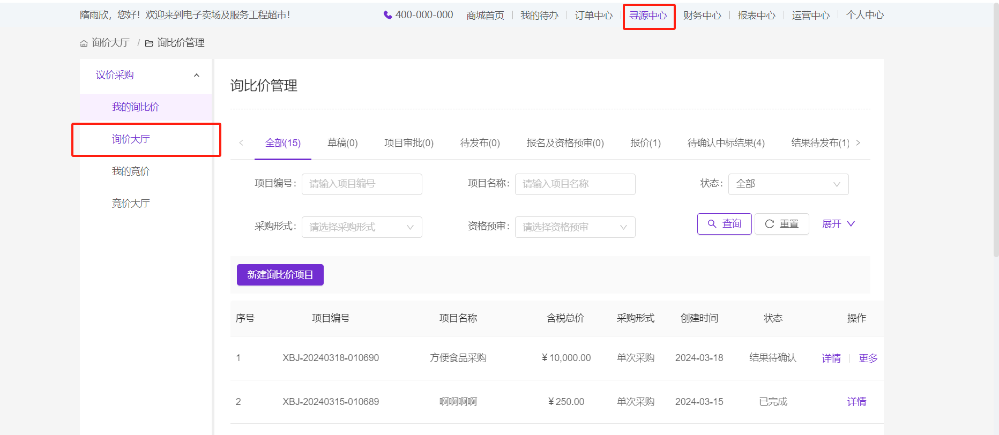 隋雨欣，您好！欢迎来到电子卖场及服务工程超市！ 400-000-000 商城首页 | 我的待办 | 订单中心 | 寻源中心 财务中心 | 报表中心 | 运营中心 | 个人中心
询价大厅 / 询比价管理
议价采购
我的询比价
询价大厅
我的竞价
竞价大厅
询比价管理
全部(15) 草稿(0) 项目审批(0) 待发布(0) 报名及资格预审(0) 报价(1) 待确认中标结果(4) 结果待发布(1)
项目编号： 请输入项目编号 项目名称： 请输入项目名称 状态： 全部
采购形式： 请选择采购形式 资格预审： 请选择资格预审 查询 重置 展开
新建询比价项目
序号 项目编号 项目名称 含税总价 采购形式 创建时间 状态 操作
1 XBJ-20240318-010690 方便食品采购 ¥10,000.00 单次采购 2024-03-18 结果待确认 详情 | 更多
2 XBJ-20240315-010689 啊啊啊啊 ¥250.00 单次采购 2024-03-15 已完成 详情